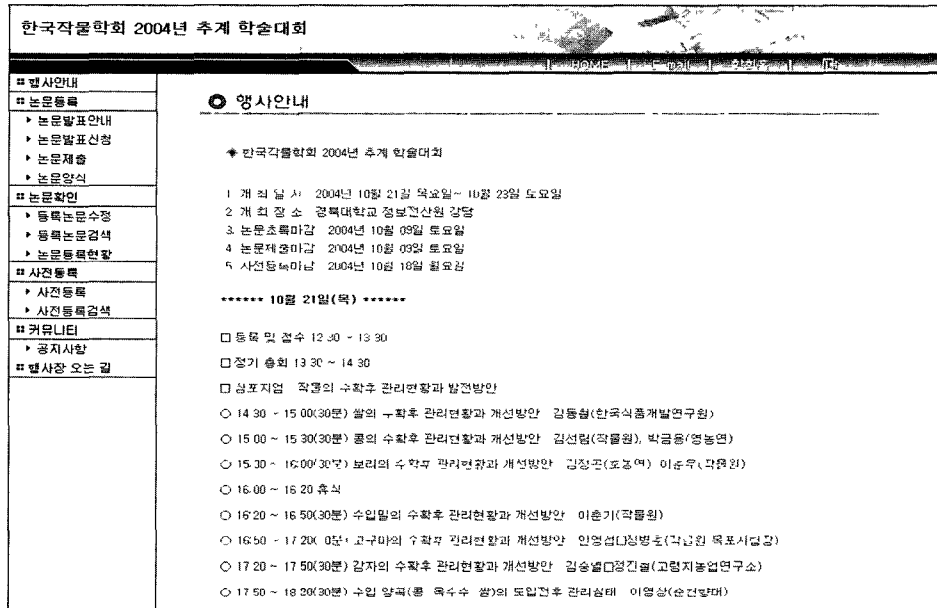 한국작물학회 2004년 추계 학술대회
HOME
행사안내
논문등록
논문발표안내
논문발표신청
논문제출
논문양식
논문확인
등록논문수정
등록논문검색
논문등록현황
사전등록
사전등록
사전등록검색
커뮤니티
공지사항
행사장 오는 길
행사안내
한국작물학회 2004년 추계 학술대회
1 개 최 일 시 2004년 10월 21일 목요일~ 10월 23일 토요일
2 개 최 장 소 경북대학교 정보전산원 강당
3. 논문초록마감 2004년 10월 09일 토요일
4 논문제출마감 2004년 10월 09일 토요일
5 사전등록마감 2004년 10월 18일 월요일
****** 10월 21일(목) ******
□ 등록 및 접수 12 30 ~ 13 30
□ 정기 총회 13 30 ~ 14 30
□ 심포지엄 작물의 수확후 관리현황과 발전방안
○ 14 30 ~ 15 00(30분) 쌀의 수확후 관리현황과 개선방안 김동철(한국식품개발연구원)
○ 15 00 ~ 15 30(30분) 콩의 수확후 관리현황과 개선방안 김선림(작물원), 박금룡(영농연)
○ 15 30 ~ 16:00(30분) 보리의 수확후 관리현황과 개선방안
○ 16 00 ~ 16 20 휴식
○ 16 20 ~ 16 50(30분) 수입밀의 수확후 관리현황과 개선방안 이춘기(작물원)
○ 16 50 ~ 17 20( 0분) 고구마의 수확후 관리현황과 개선방안
○ 17 20 ~ 17 50(30분) 감자의 수확후 관리현황과 개선방안 김승열□정진철(고령지농업연구소)
○ 17 50 ~ 18 20(30분) 수입 양곡(콩 옥수수 쌀)의 도입전후 관리실태 이영상(순천향대)